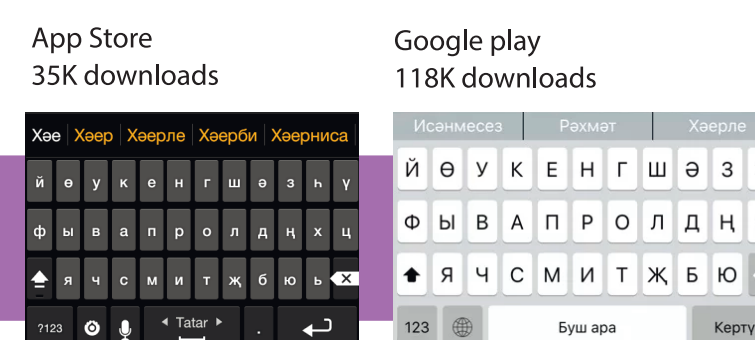 App Store
35K downloads
Хәе Хәер Хәерле Хәерби Хәерниса
й ө у к е н г ш ә з һ ү
ф ы в а п р о л д ң х ц
я ч с м и т җ б ю ь
?123 Tatar .
Google play
118K downloads
Исәнмесез Рәхмәт Хәерле
Й Ө У К Е Н Г Ш Ә З
Ф Ы В А П Р О Л Д Ң
Я Ч С М И Т Җ Б Ю
123 Буш ара Кертү